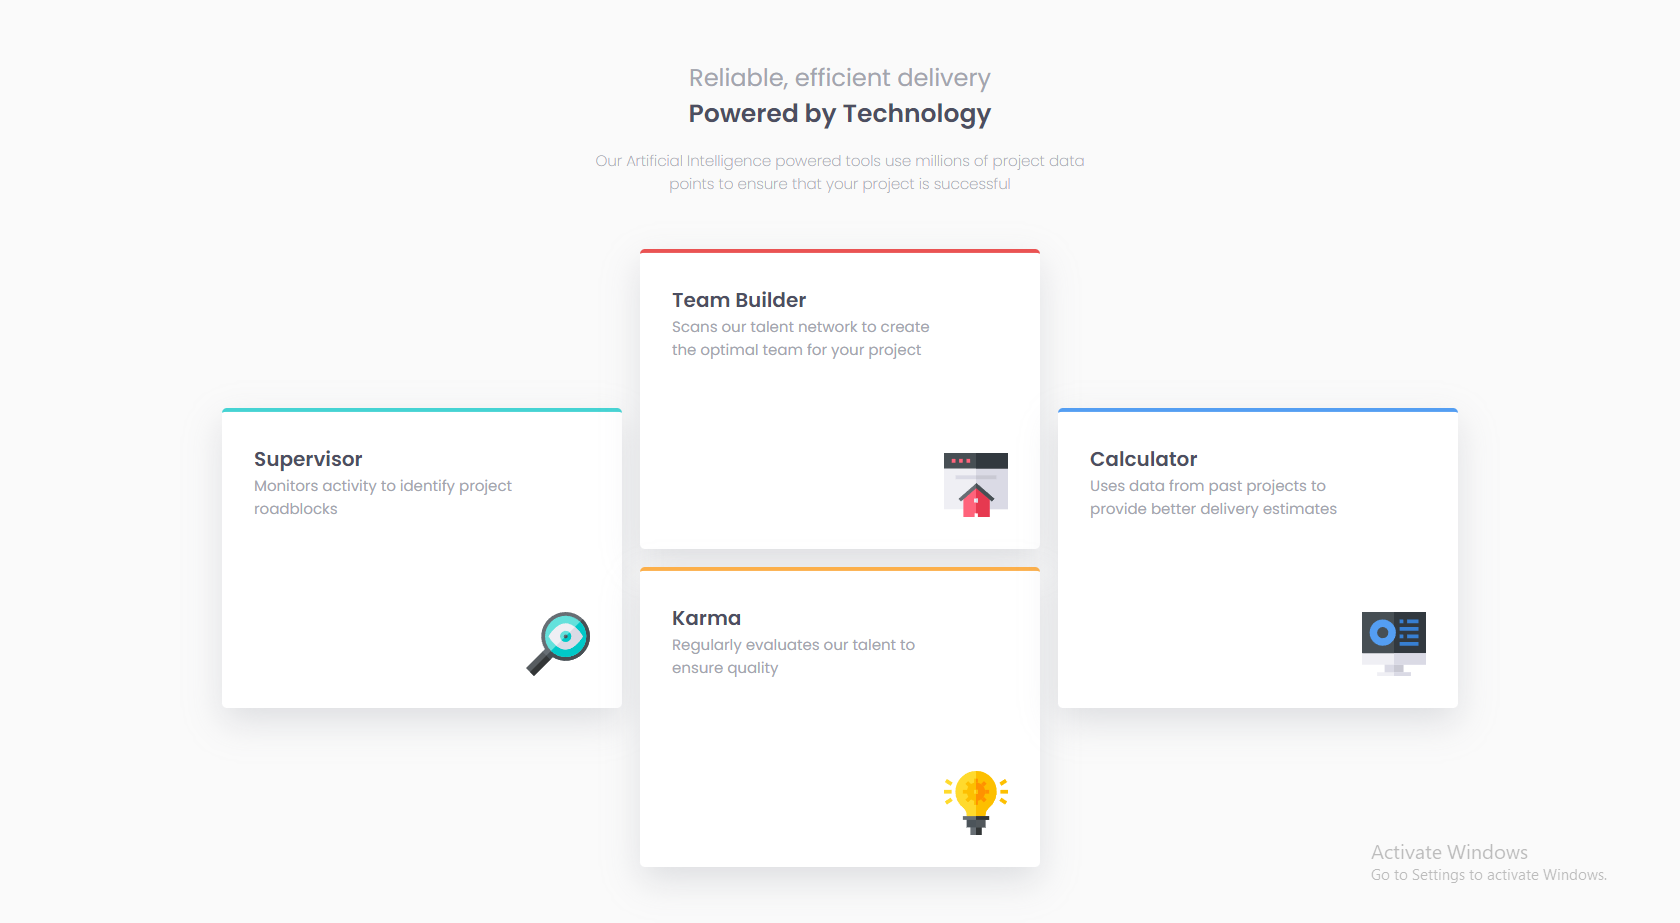 Reliable, efficient delivery
Powered by Technology
Our Artificial Intelligence powered tools use millions of project data
points to ensure that your project is successful
Team Builder
Scans our talent network to create
the optimal team for your project
Supervisor
Monitors activity to identify project
roadblocks
Calculator
Uses data from past projects to
provide better delivery estimates
Karma
Regularly evaluates our talent to
ensure quality
Activate Windows
Go to Settings to activate Windows.